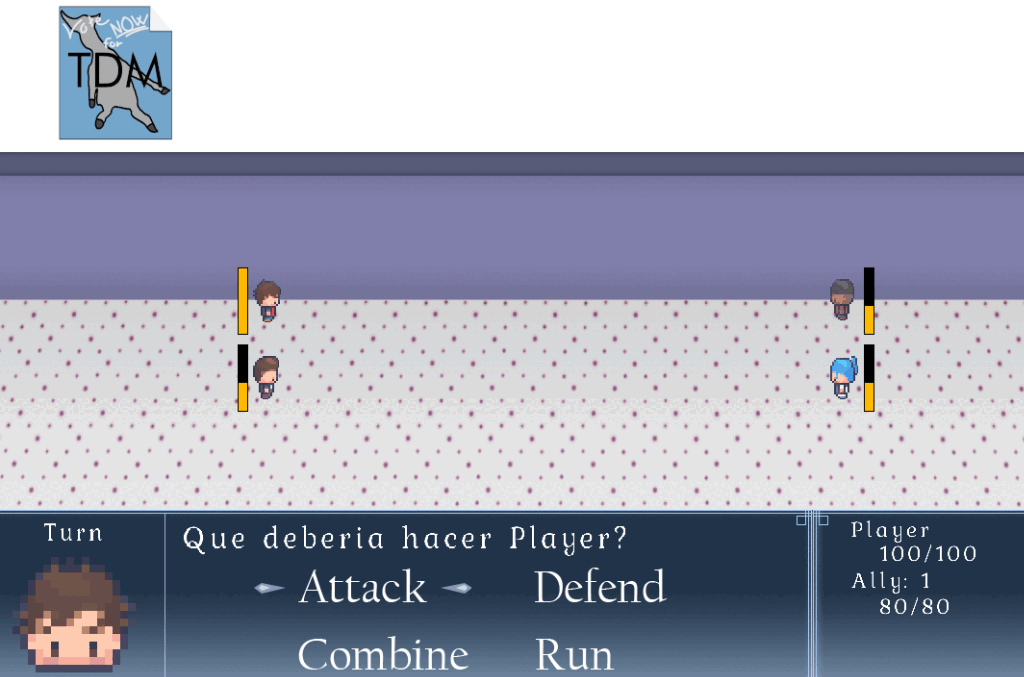 Vote NOW
for
TDM
Turn
Que deberia hacer Player?
Attack Defend
Combine Run
Player
100/100
Ally: 1
80/80